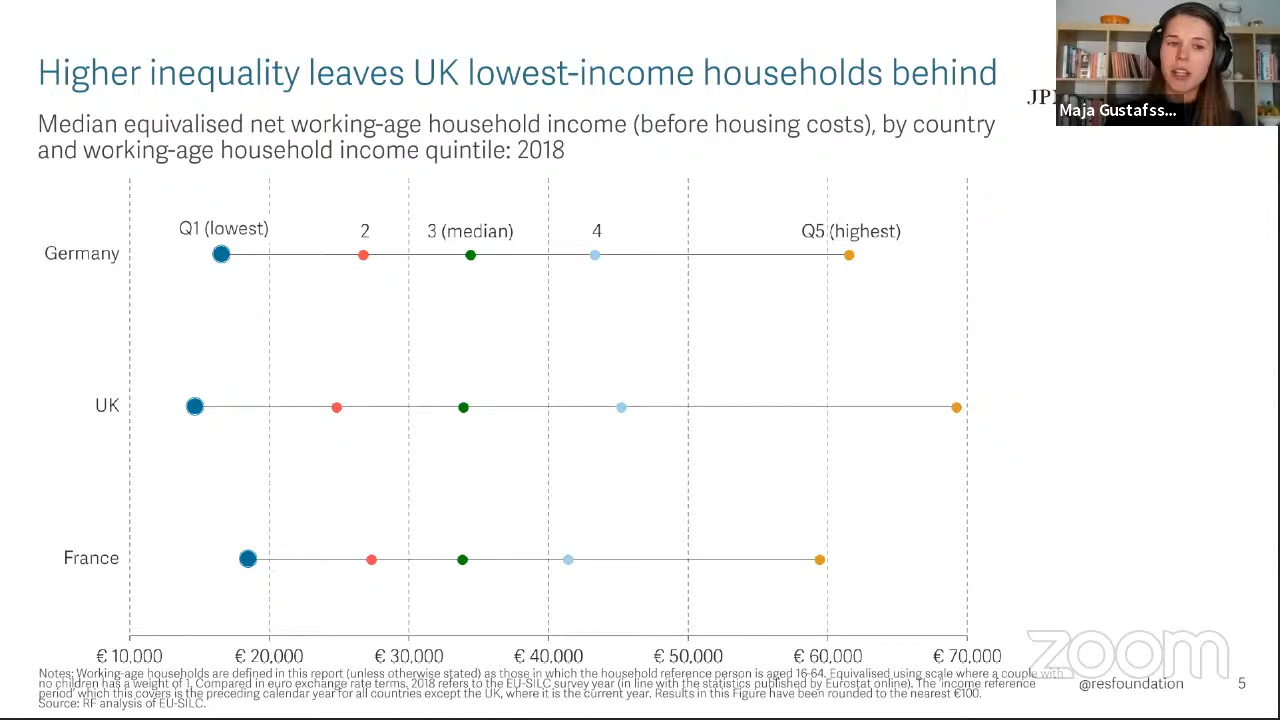 Higher inequality leaves UK lowest-income households behind
JP
Maja Gustafss...
Median equivalised net working-age household income (before housing costs), by country
and working-age household income quintile: 2018
Q1 (lowest) 2 3 (median) 4 Q5 (highest)
Germany
UK
France
€ 10,000 € 20,000 € 30,000 € 40,000 € 50,000 € 60,000 € 70,000
Notes: Working-age households are defined in this report (unless otherwise stated) as those in which the household reference person is aged 16-64. Equivalised using scale where a couple with
no children has a weight of 1. Compared in euro exchange rate terms. 2018 refers to the EU-SILC survey year (in line with the statistics published by Eurostat online). The 'income reference
period' which this covers is the preceding calendar year for all countries except the UK, where it is the current year. Results in this Figure have been rounded to the nearest €100.
Source: RF analysis of EU-SILC.
@resfoundation 5
zoom